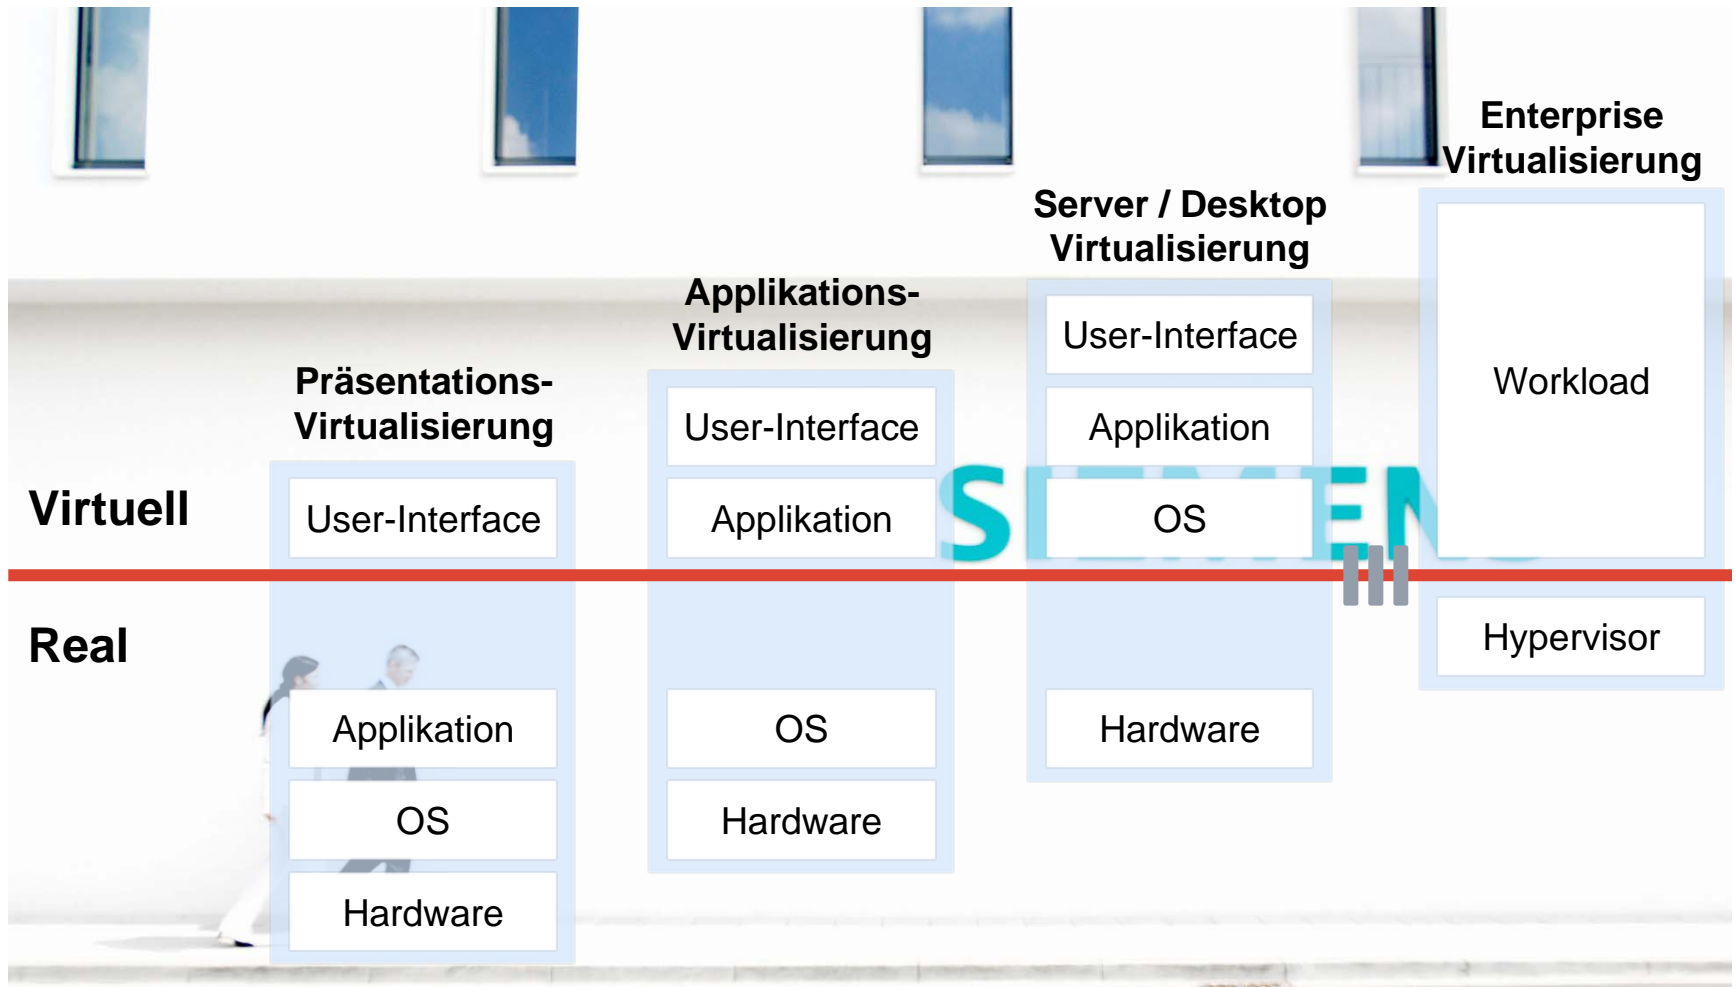 Enterprise
Virtualisierung
Workload
Hypervisor
Server / Desktop
Virtualisierung
User-Interface
Applikation
OS
Hardware
Applikations-
Virtualisierung
User-Interface
Applikation
OS
Hardware
Präsentations-
Virtualisierung
User-Interface
Applikation
OS
Hardware
Virtuell
Real
SIEMENS